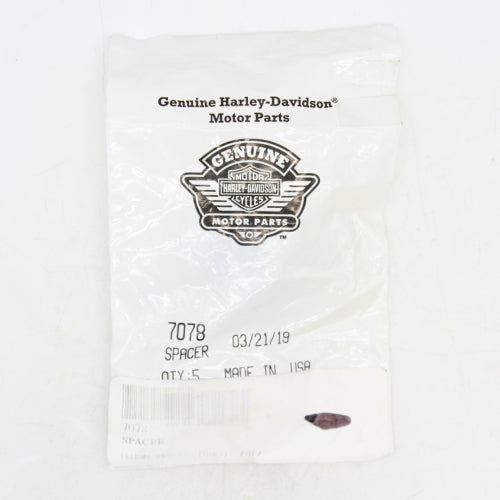 Genuine Harley-Davidson®
Motor Parts
GENUINE
MOTOR
HARLEY-DAVIDSON
CYCLES
MOTOR PARTS
™
7078
SPACER
03/21/19
QTY:5 MADE IN USA
SPACER